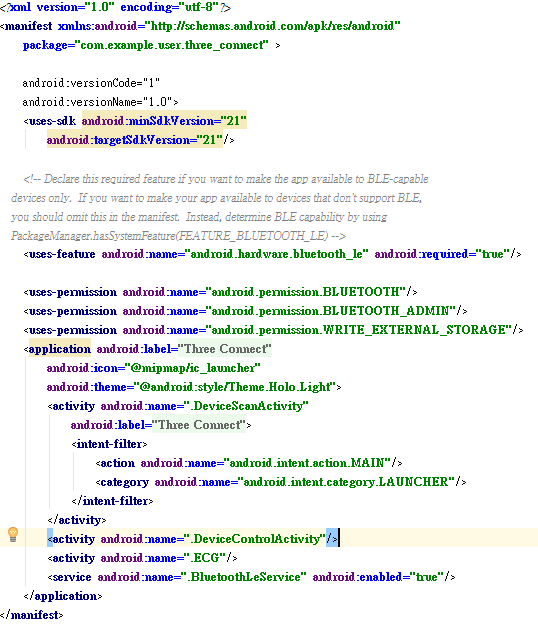 <?xml version="1.0" encoding="utf-8"?>
<manifest xmlns:android="http://schemas.android.com/apk/res/android"
package="com.example.user.three_connect" >
android:versionCode="1"
android:versionName="1.0">
<uses-sdk android:minSdkVersion="21"
android:targetSdkVersion="21"/>
<!-- Declare this required feature if you want to make the app available to BLE-capable
devices only.  If you want to make your app available to devices that don't support BLE,
you should omit this in the manifest.  Instead, determine BLE capability by using
PackageManager.hasSystemFeature(FEATURE_BLUETOOTH_LE) -->
<uses-feature android:name="android.hardware.bluetooth_le" android:required="true"/>
<uses-permission android:name="android.permission.BLUETOOTH"/>
<uses-permission android:name="android.permission.BLUETOOTH_ADMIN"/>
<uses-permission android:name="android.permission.WRITE_EXTERNAL_STORAGE"/>
<application android:label="Three Connect"
android:icon="@mipmap/ic_launcher"
android:theme="@android:style/Theme.Holo.Light">
<activity android:name=".DeviceScanActivity"
android:label="Three Connect">
<intent-filter>
<action android:name="android.intent.action.MAIN"/>
<category android:name="android.intent.category.LAUNCHER"/>
</intent-filter>
</activity>
<activity android:name=".DeviceControlActivity"/>
<activity android:name=".ECG"/>
<service android:name=".BluetoothLeService" android:enabled="true"/>
</application>
</manifest>